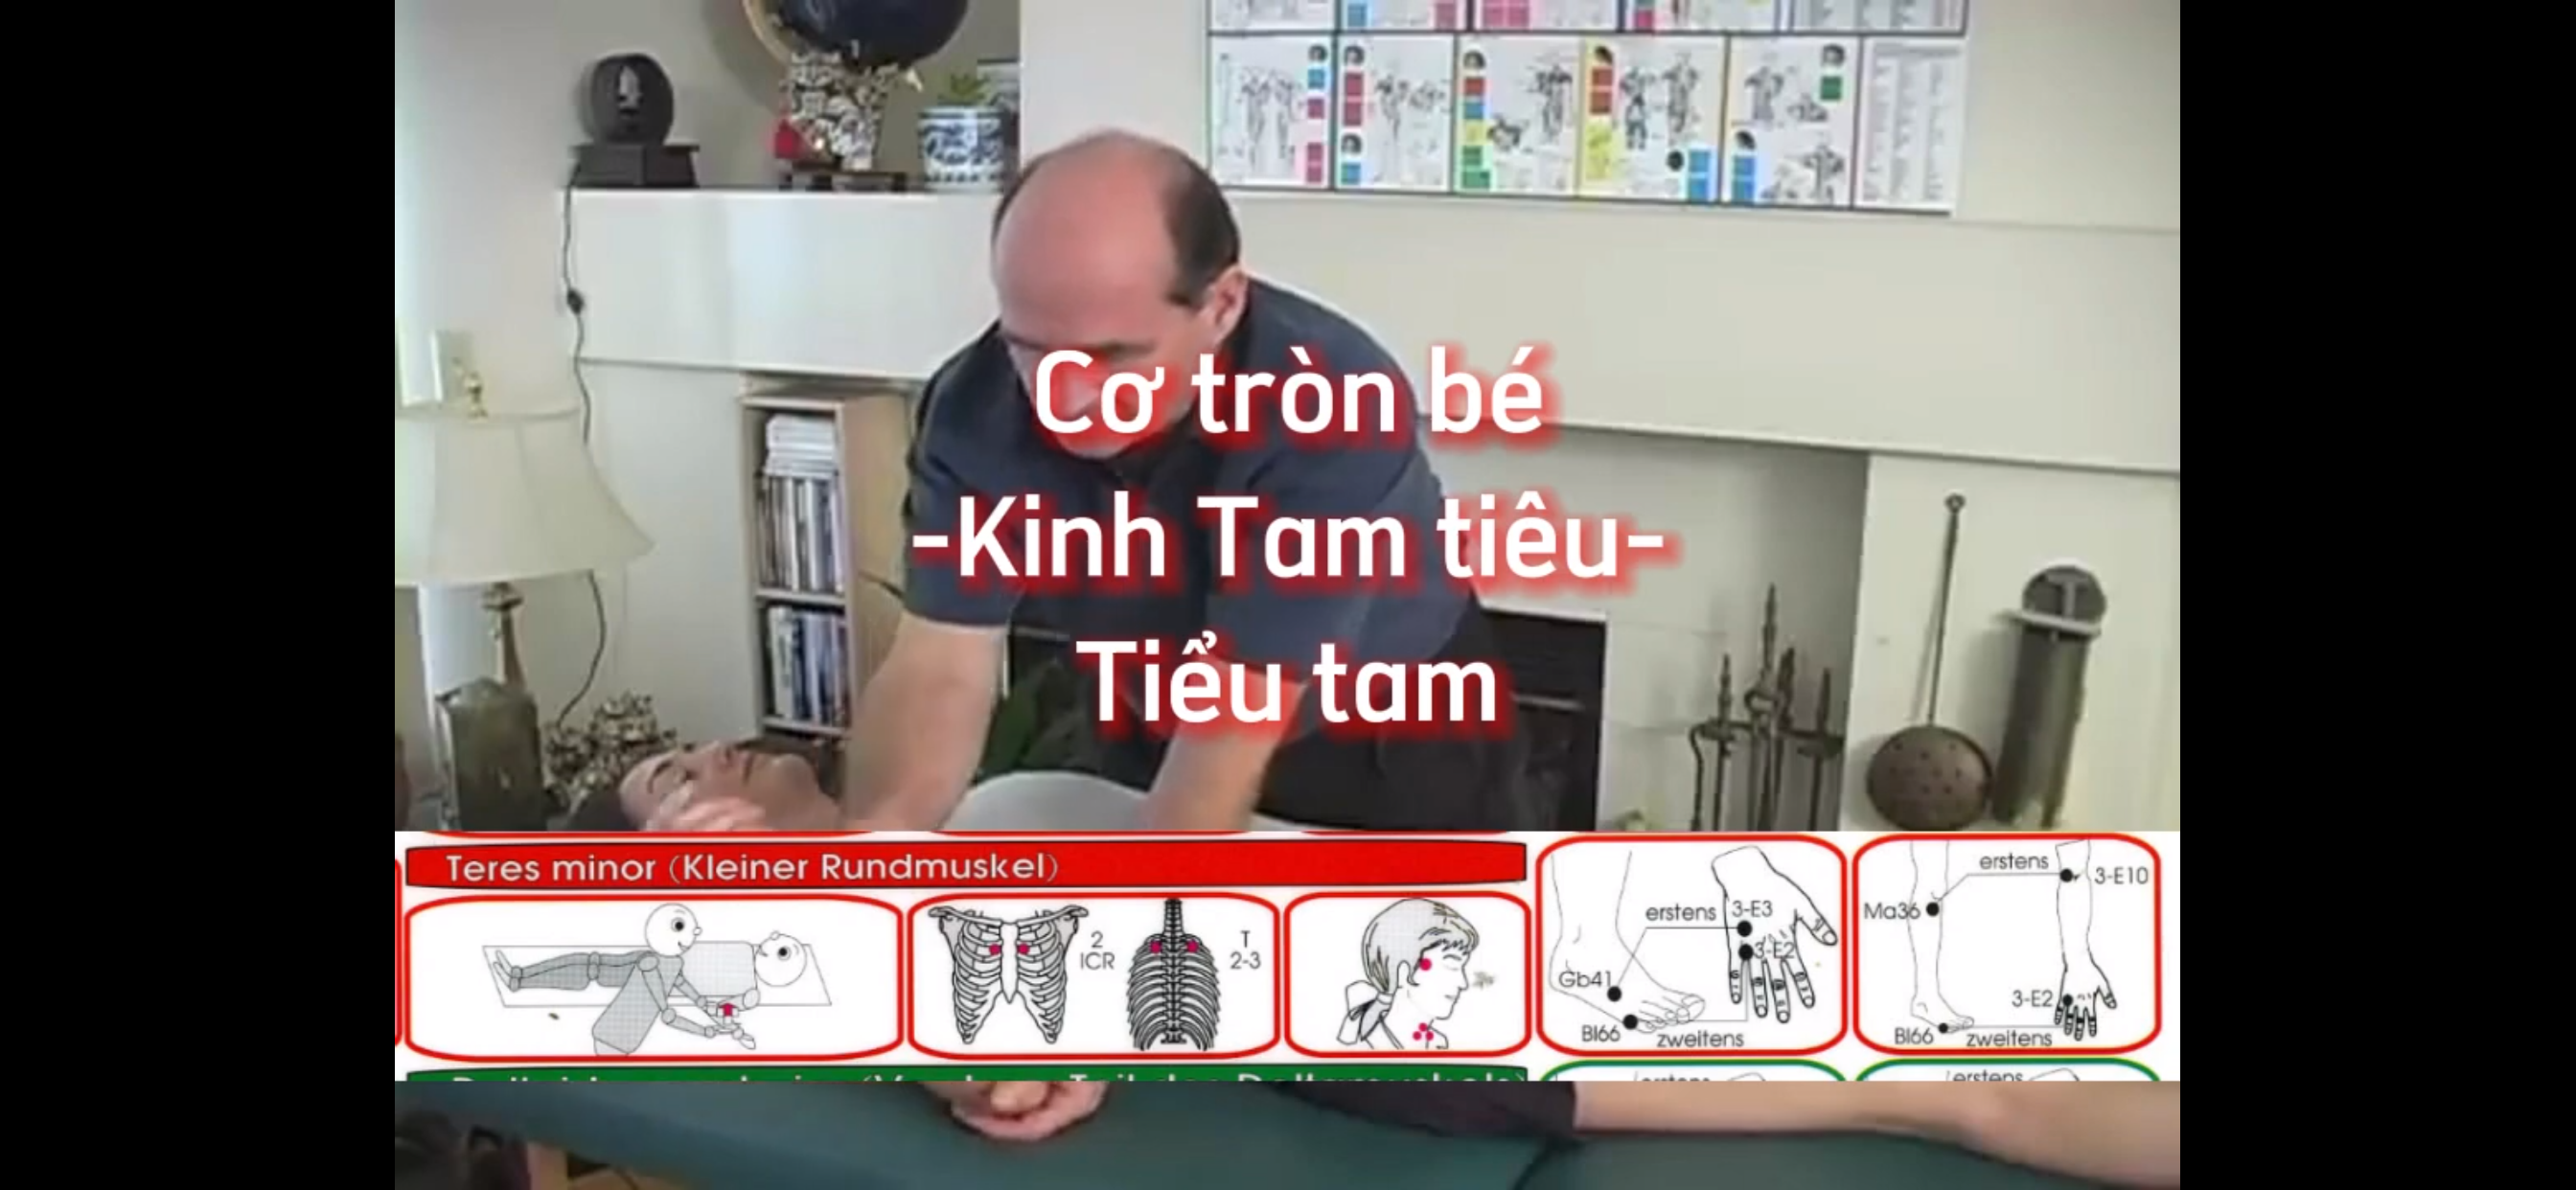 Cơ tròn bé
-Kinh Tam tiêu-
Tiểu tam
Teres minor (Kleiner Rundmuskel)
2
ICR
T
2-3
erstens
3-E3
3-E2
Gb41
Bl66
zweitens
erstens
3-E10
Ma36
3-E2
Bl66
zweitens
erstens